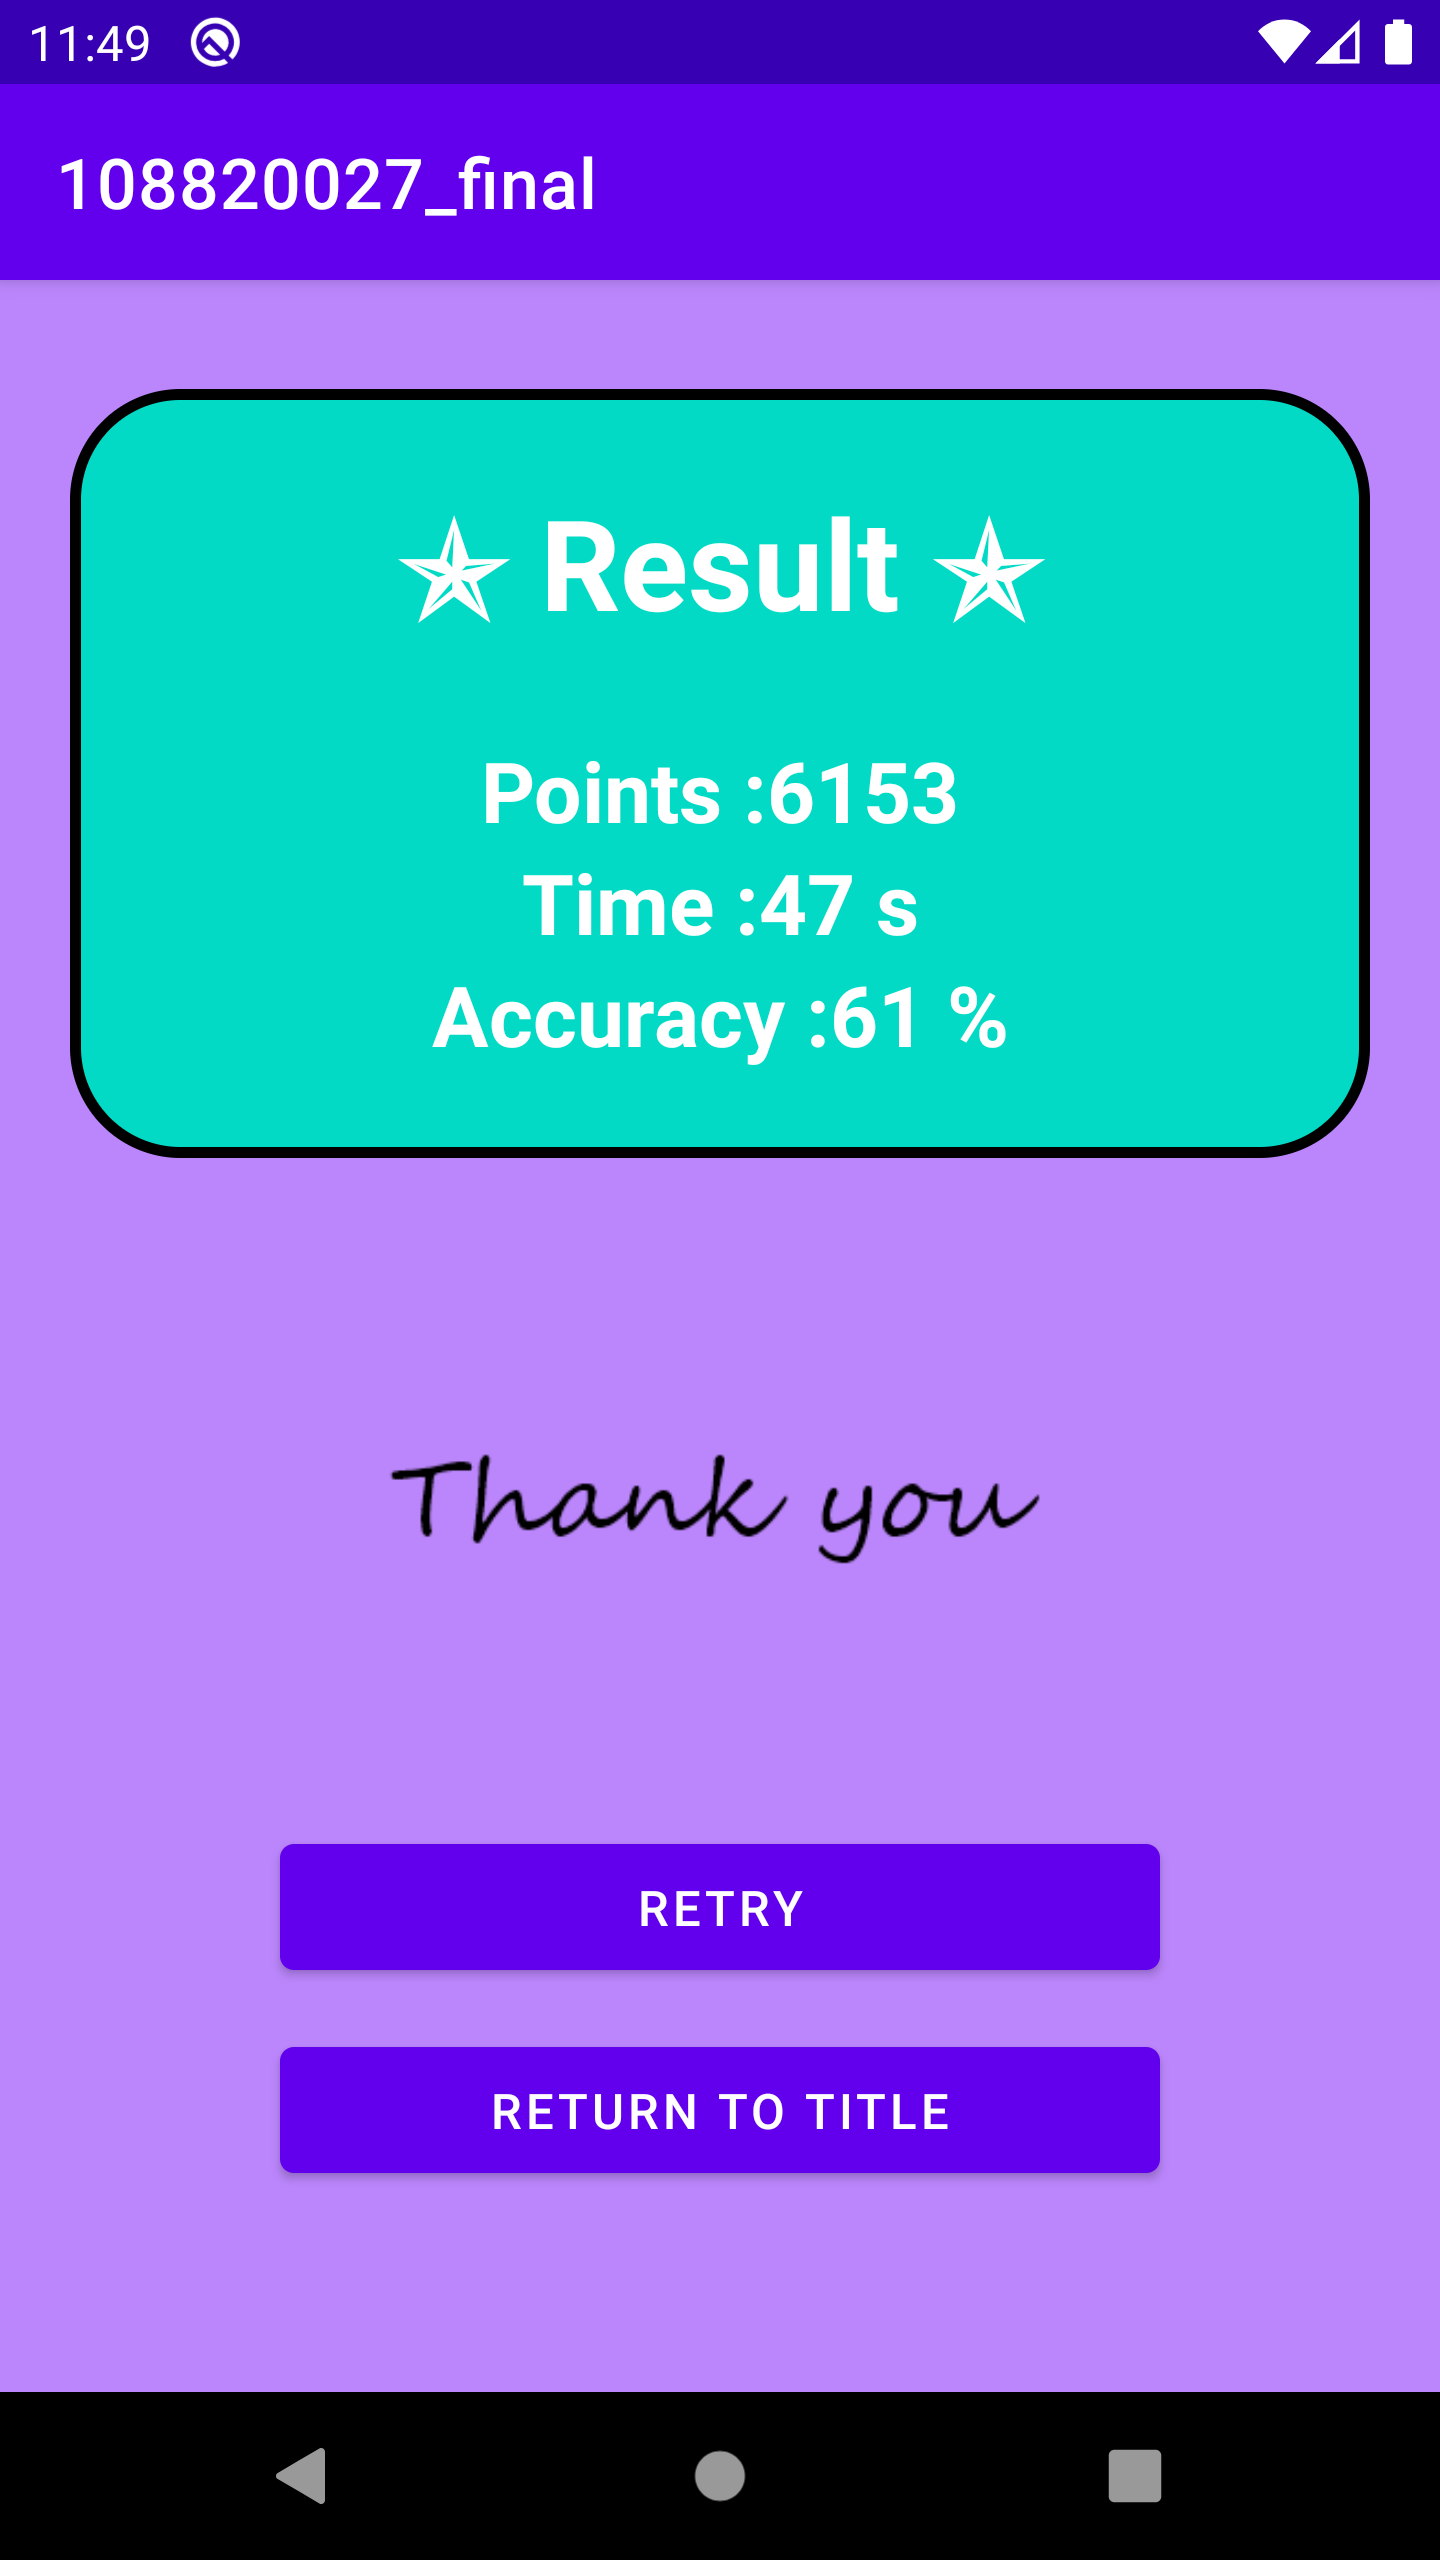 11:49
108820027_final
✯ Result ✯
Points :6153
Time :47 s
Accuracy :61 %
Thank you
RETRY
RETURN TO TITLE